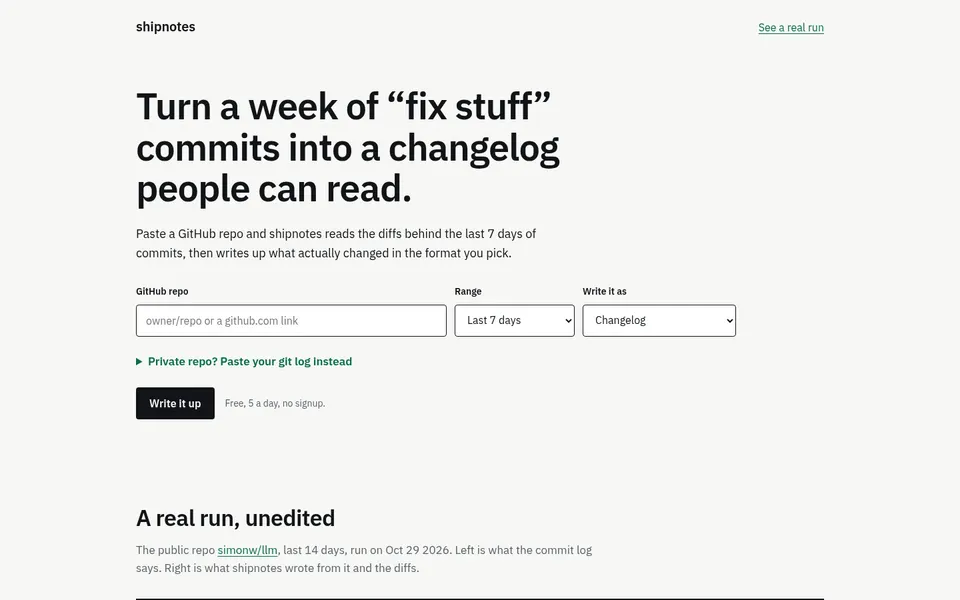 shipnotes
See a real run
Turn a week of “fix stuff”
commits into a changelog
people can read.
Paste a GitHub repo and shipnotes reads the diffs behind the last 7 days of
commits, then writes up what actually changed in the format you pick.
GitHub repo
Range
Write it as
owner/repo or a github.com link
Last 7 days
Changelog
Private repo? Paste your git log instead
Write it up
Free, 5 a day, no signup.
A real run, unedited
The public repo simonw/llm, last 14 days, run on Oct 29 2026. Left is what the commit log
says. Right is what shipnotes wrote from it and the diffs.